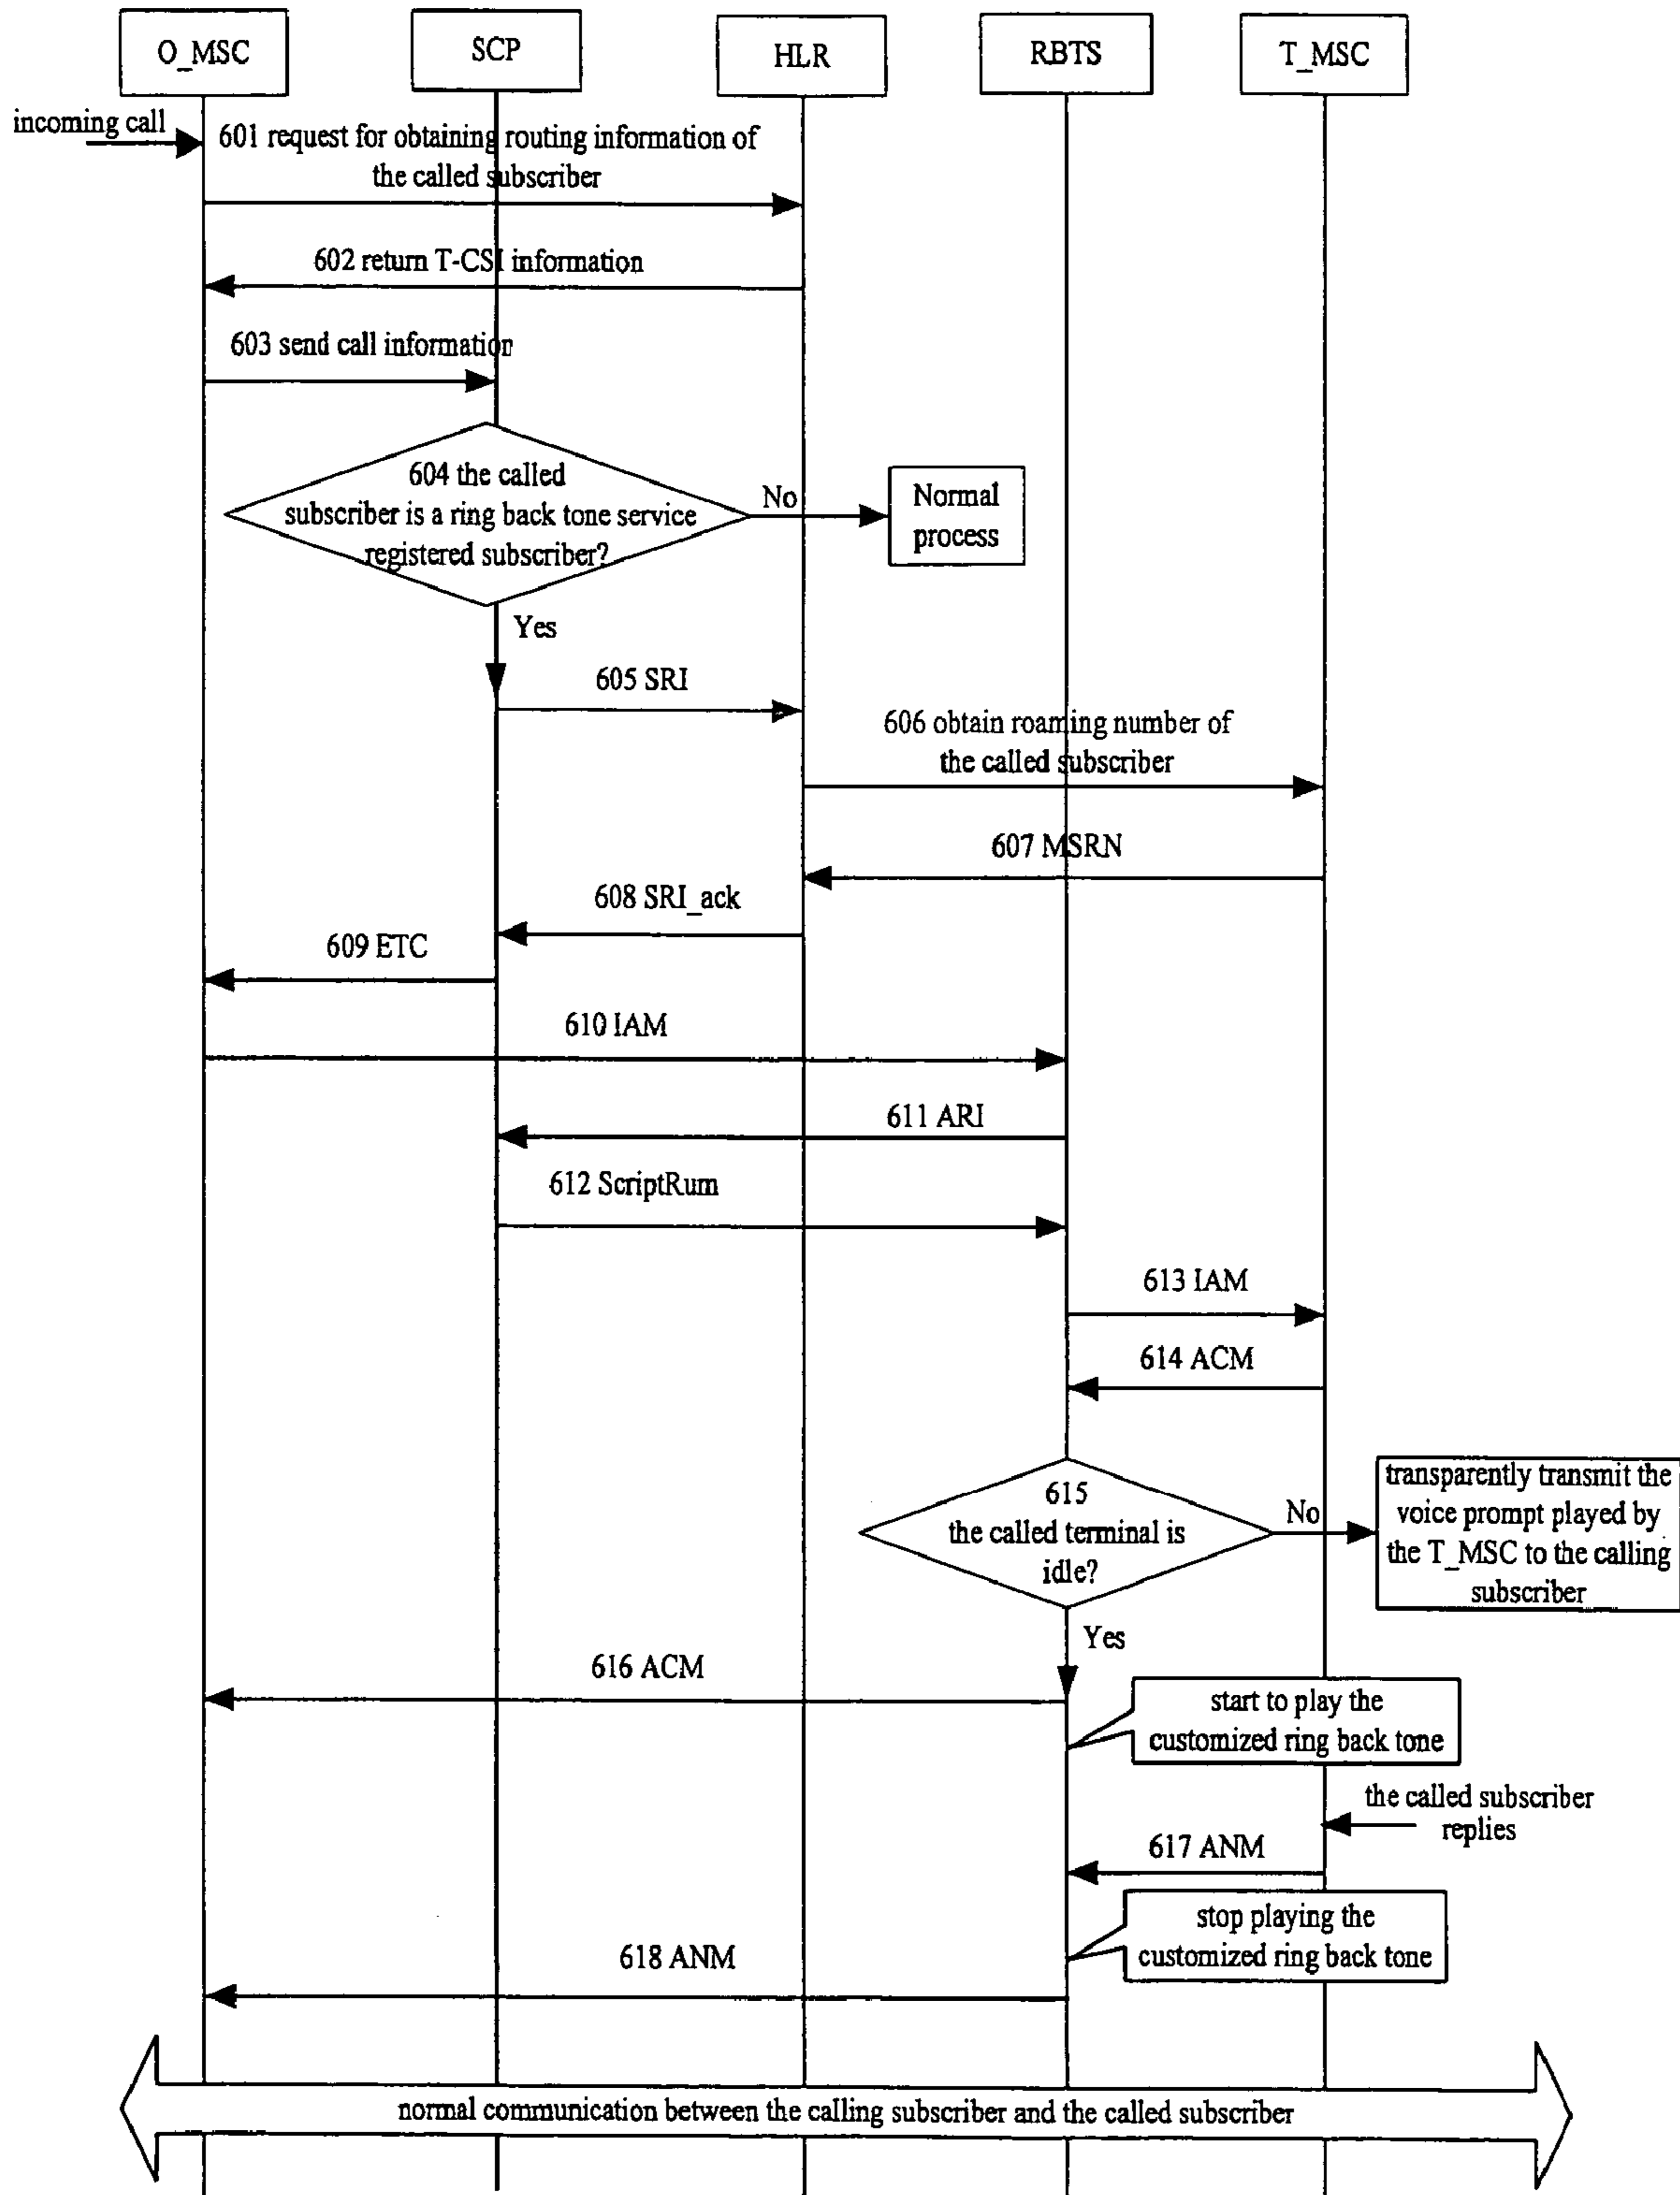 O_MSC
SCP
HLR
RBTS
T_MSC
incoming call
601 request for obtaining routing information of
the called subscriber
602 return T-CSI information
603 send call information
604 the called
subscriber is a ring back tone service
registered subscriber?
No
Normal
process
Yes
605 SRI
606 obtain roaming number of
the called subscriber
607 MSRN
608 SRI_ack
609 ETC
610 IAM
611 ARI
612 ScriptRum
613 IAM
614 ACM
615
the called terminal is
idle?
No
transparently transmit the
voice prompt played by
the T_MSC to the calling
subscriber
Yes
616 ACM
start to play the
customized ring back tone
the called subscriber
replies
617 ANM
stop playing the
customized ring back tone
618 ANM
normal communication between the calling subscriber and the called subscriber